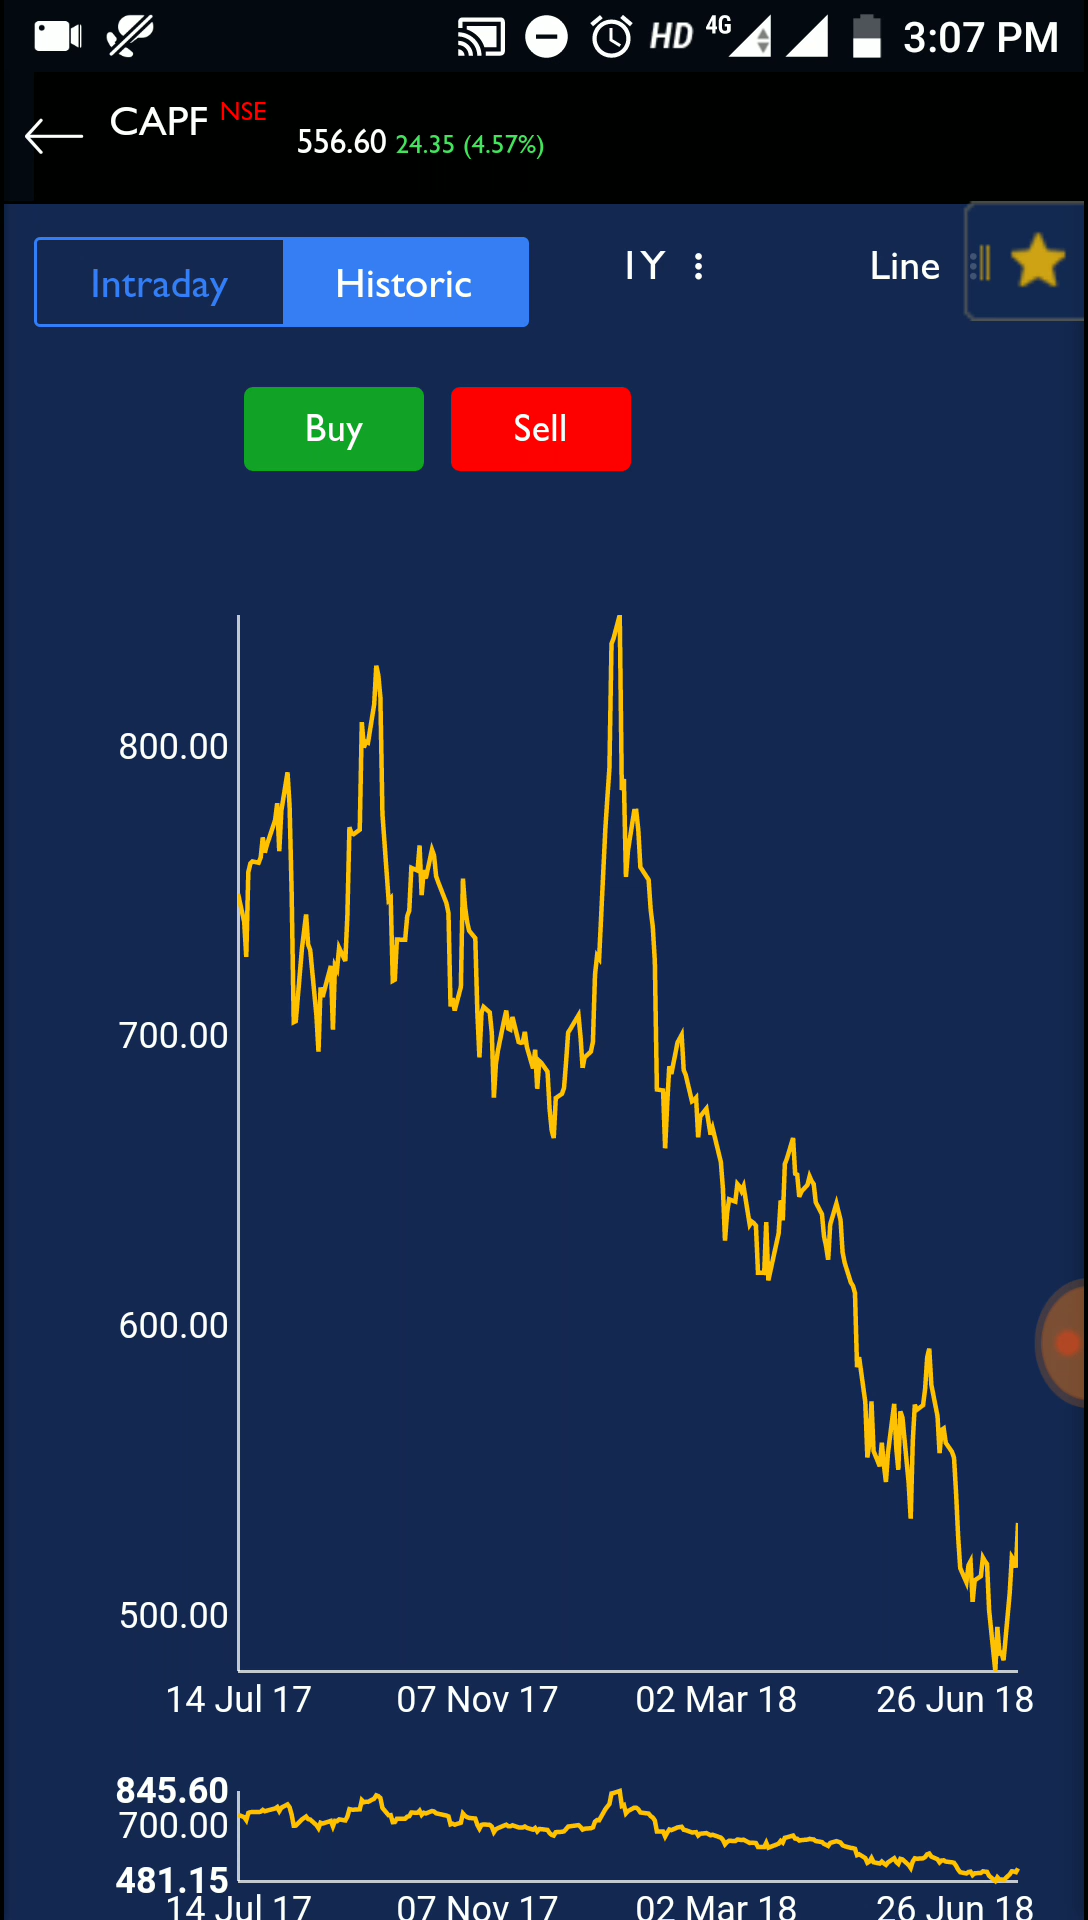 HD 4G 3:07 PM
CAPF NSE
556.60 24.35 (4.57%)
Intraday Historic 1Y Line
Buy Sell
800.00
700.00
600.00
500.00
14 Jul 17 07 Nov 17 02 Mar 18 26 Jun 18
845.60
700.00
481.15
14 Jul 17 07 Nov 17 02 Mar 18 26 Jun 18